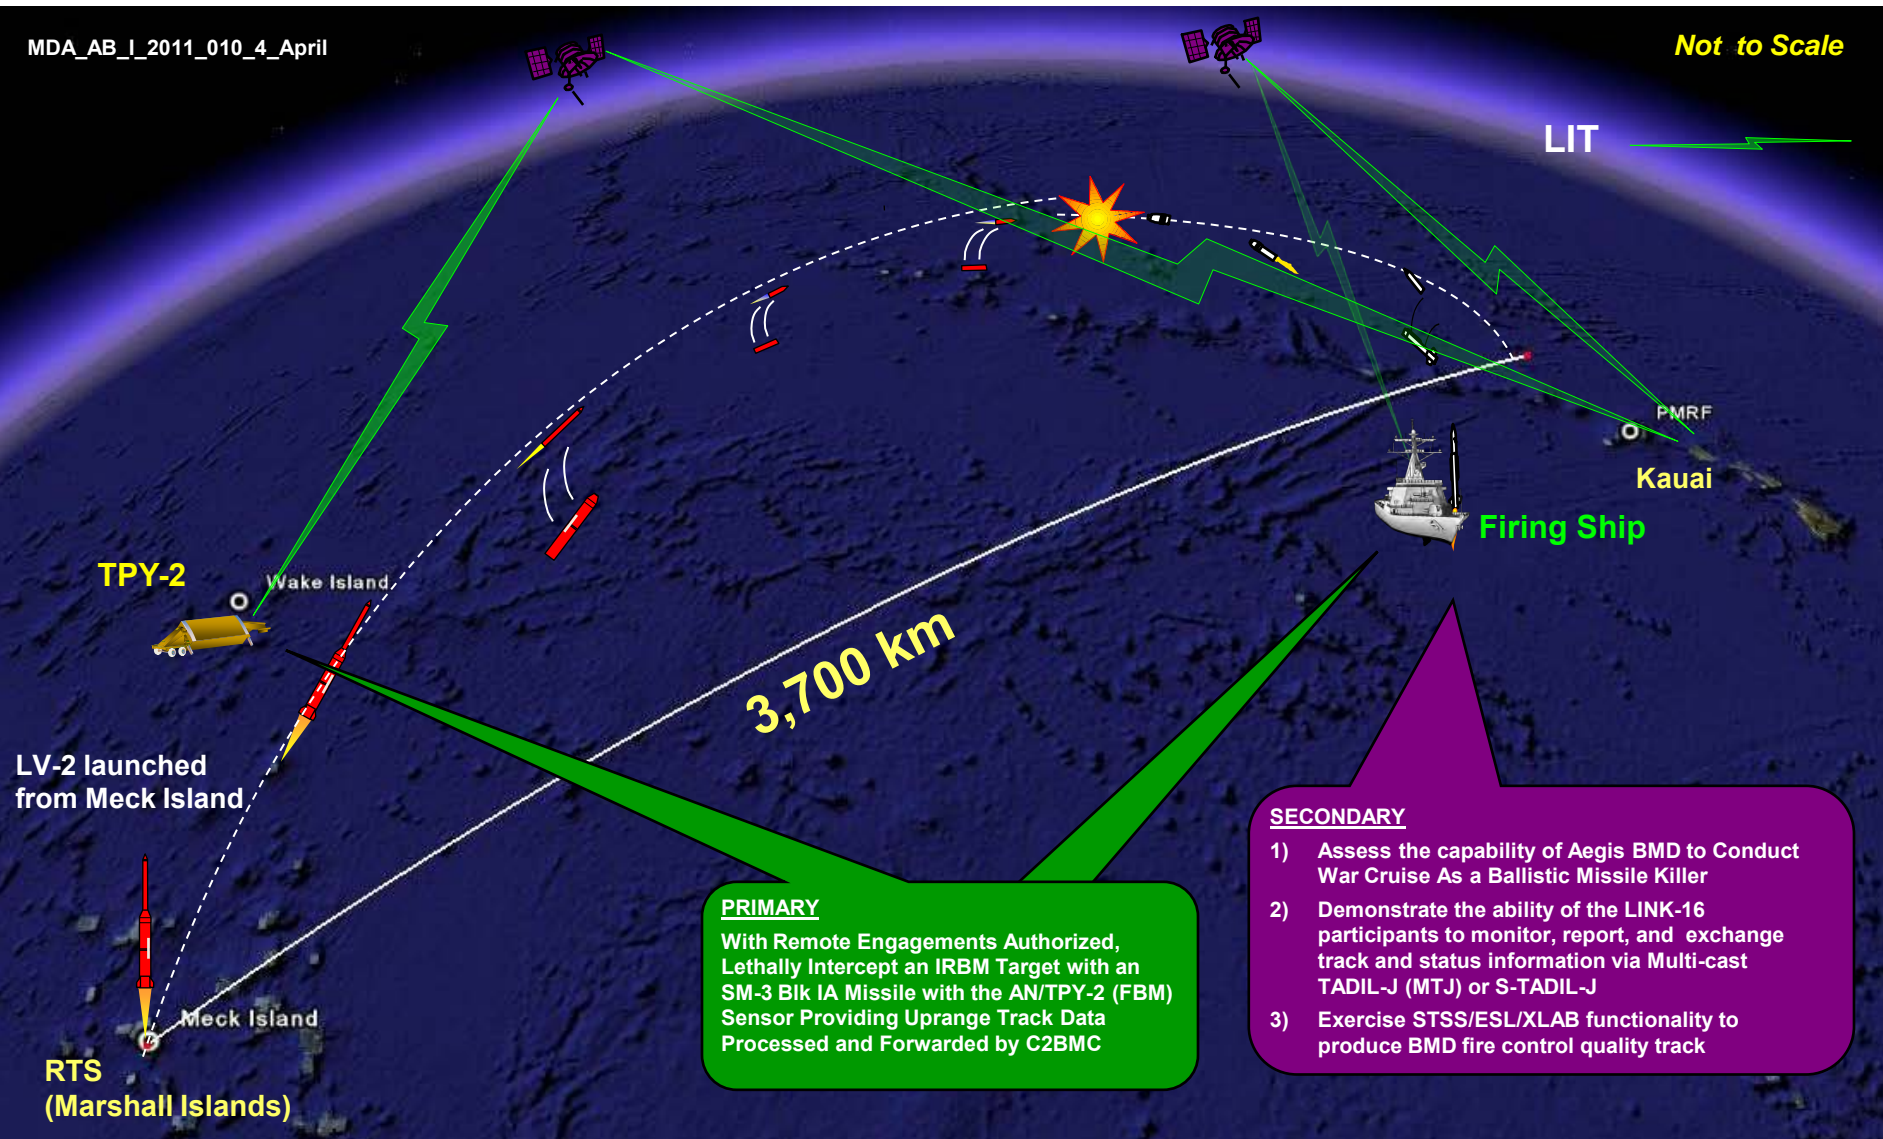 MDA_AB_I_2011_010_4_April
Not to Scale
LIT
PMRF
Kauai
Firing Ship
TPY-2
Wake Island
3,700 km
LV-2 launched
from Meck Island
Meck Island
RTS
(Marshall Islands)
PRIMARY
With Remote Engagements Authorized,
Lethally Intercept an IRBM Target with an
SM-3 Blk IA Missile with the AN/TPY-2 (FBM)
Sensor Providing Uprange Track Data
Processed and Forwarded by C2BMC
SECONDARY
1) Assess the capability of Aegis BMD to Conduct
War Cruise As a Ballistic Missile Killer
2) Demonstrate the ability of the LINK-16
participants to monitor, report, and exchange
track and status information via Multi-cast
TADIL-J (MTJ) or S-TADIL-J
3) Exercise STSS/ESL/XLAB functionality to
produce BMD fire control quality track